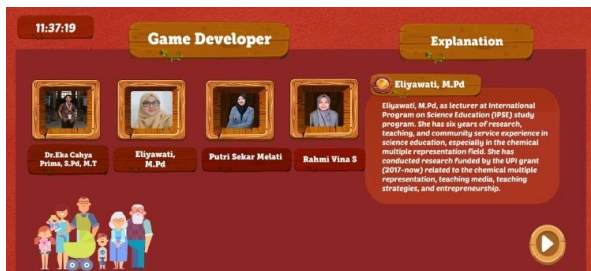 11:37:19
Game Developer
Explanation
Dr.Eka Cahya
Prima, S.Pd, M.T
Eliyawati,
M.Pd
Putri Sekar Melati
Rahmi Vina S
Eliyawati, M.Pd
Eliyawati, M.Pd, as lecturer at International
Program on Science Education (IPSE) study
program. She has six years of research,
teaching, and community service experience in
science education, especially in the chemical
multiple representation field. She has
conducted research funded by the UPI grant
(2017-now) related to the chemical multiple
representation, teaching media, teaching
strategies, and entrepreneurship.